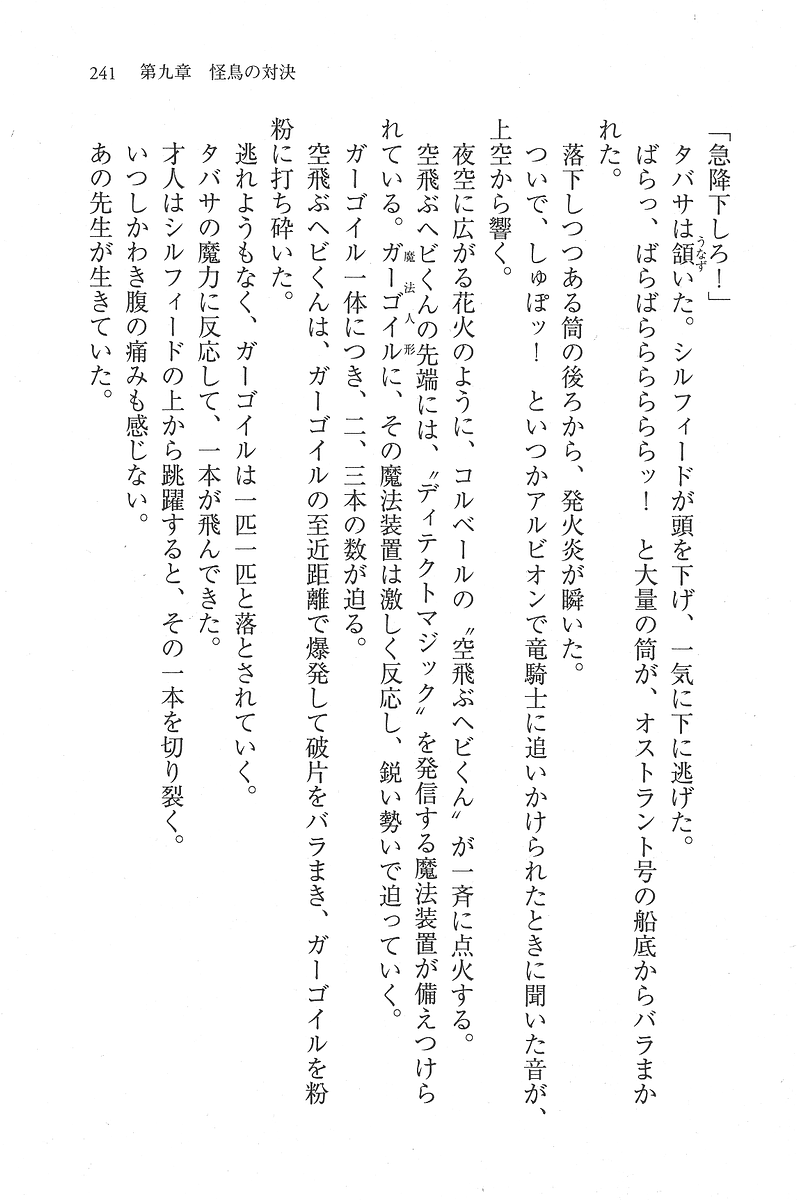 241　第九章　怪鳥の対決
「急降下しろ！」
　タバサは頷いた。シルフィードが頭を下げ、一気に下に逃げた。
　ばらっ、ばらばらららららッ！　と大量の筒が、オストラント号の船底からバラまか
れた。
　落下しつつある筒の後ろから、発火炎が瞬いた。
　ついで、しゅぽッ！　といつかアルビオンで竜騎士に追いかけられたときに聞いた音が、
上空から響く。
　夜空に広がる花火のように、コルベールの〝空飛ぶヘビくん〟が一斉に点火する。
　空飛ぶヘビくんの先端には、〝ディテクトマジック〟を発信する魔法装置が備えつけら
れている。ガーゴイルに、その魔法装置は激しく反応し、鋭い勢いで迫っていく。
　ガーゴイル一体につき、二、三本の数が迫る。
　空飛ぶヘビくんは、ガーゴイルの至近距離で爆発して破片をバラまき、ガーゴイルを粉
粉に打ち砕いた。
　逃れようもなく、ガーゴイルは一匹一匹と落とされていく。
　タバサの魔力に反応して、一本が飛んできた。
　才人はシルフィードの上から跳躍すると、その一本を切り裂く。
　いつしかわき腹の痛みも感じない。
　あの先生が生きていた。
うなず
魔法人形